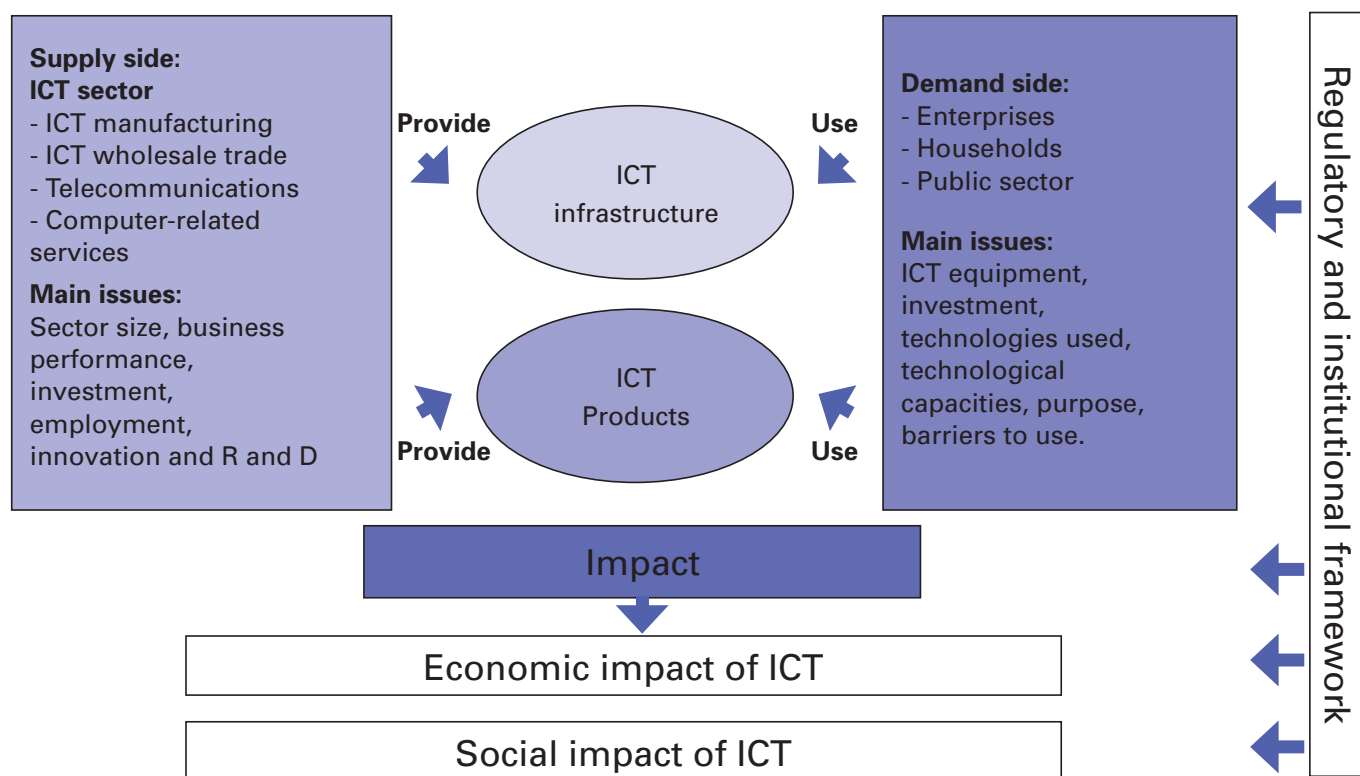 Supply side:
ICT sector
- ICT manufacturing
- ICT wholesale trade
- Telecommunications
- Computer-related
services
Main issues:
Sector size, business
performance,
investment,
employment,
innovation and R and D
Provide
ICT
infrastructure
Use
Provide
ICT
Products
Use
Demand side:
- Enterprises
- Households
- Public sector
Main issues:
ICT equipment,
investment,
technologies used,
technological
capacities, purpose,
barriers to use.
Impact
Economic impact of ICT
Social impact of ICT
Regulatory and institutional framework